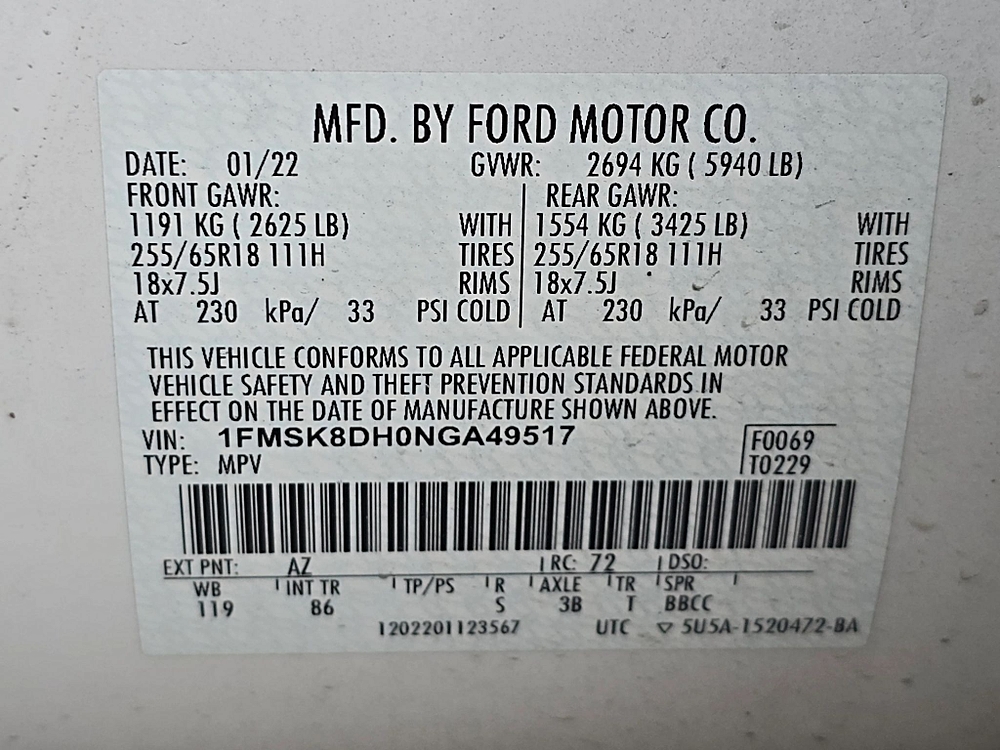 MFD. BY FORD MOTOR CO.
DATE: 01/22 GVWR: 2694 KG ( 5940 LB)
FRONT GAWR: REAR GAWR:
1191 KG ( 2625 LB) WITH 1554 KG ( 3425 LB) WITH
255/65R18 111H TIRES 255/65R18 111H TIRES
18x7.5J RIMS 18x7.5J RIMS
AT 230 kPa/ 33 PSI COLD AT 230 kPa/ 33 PSI COLD
THIS VEHICLE CONFORMS TO ALL APPLICABLE FEDERAL MOTOR
VEHICLE SAFETY AND THEFT PREVENTION STANDARDS IN
EFFECT ON THE DATE OF MANUFACTURE SHOWN ABOVE.
VIN: 1FMSK8DH0NGA49517 F0069
TYPE: MPV T0229
EXT PNT: AZ RC: 72 DSO:
WB INT TR TP/PS R AXLE TR SPR
119 86 S 3B T BBCC
1202201123567 UTC ▽ 5U5A-1520472-BA